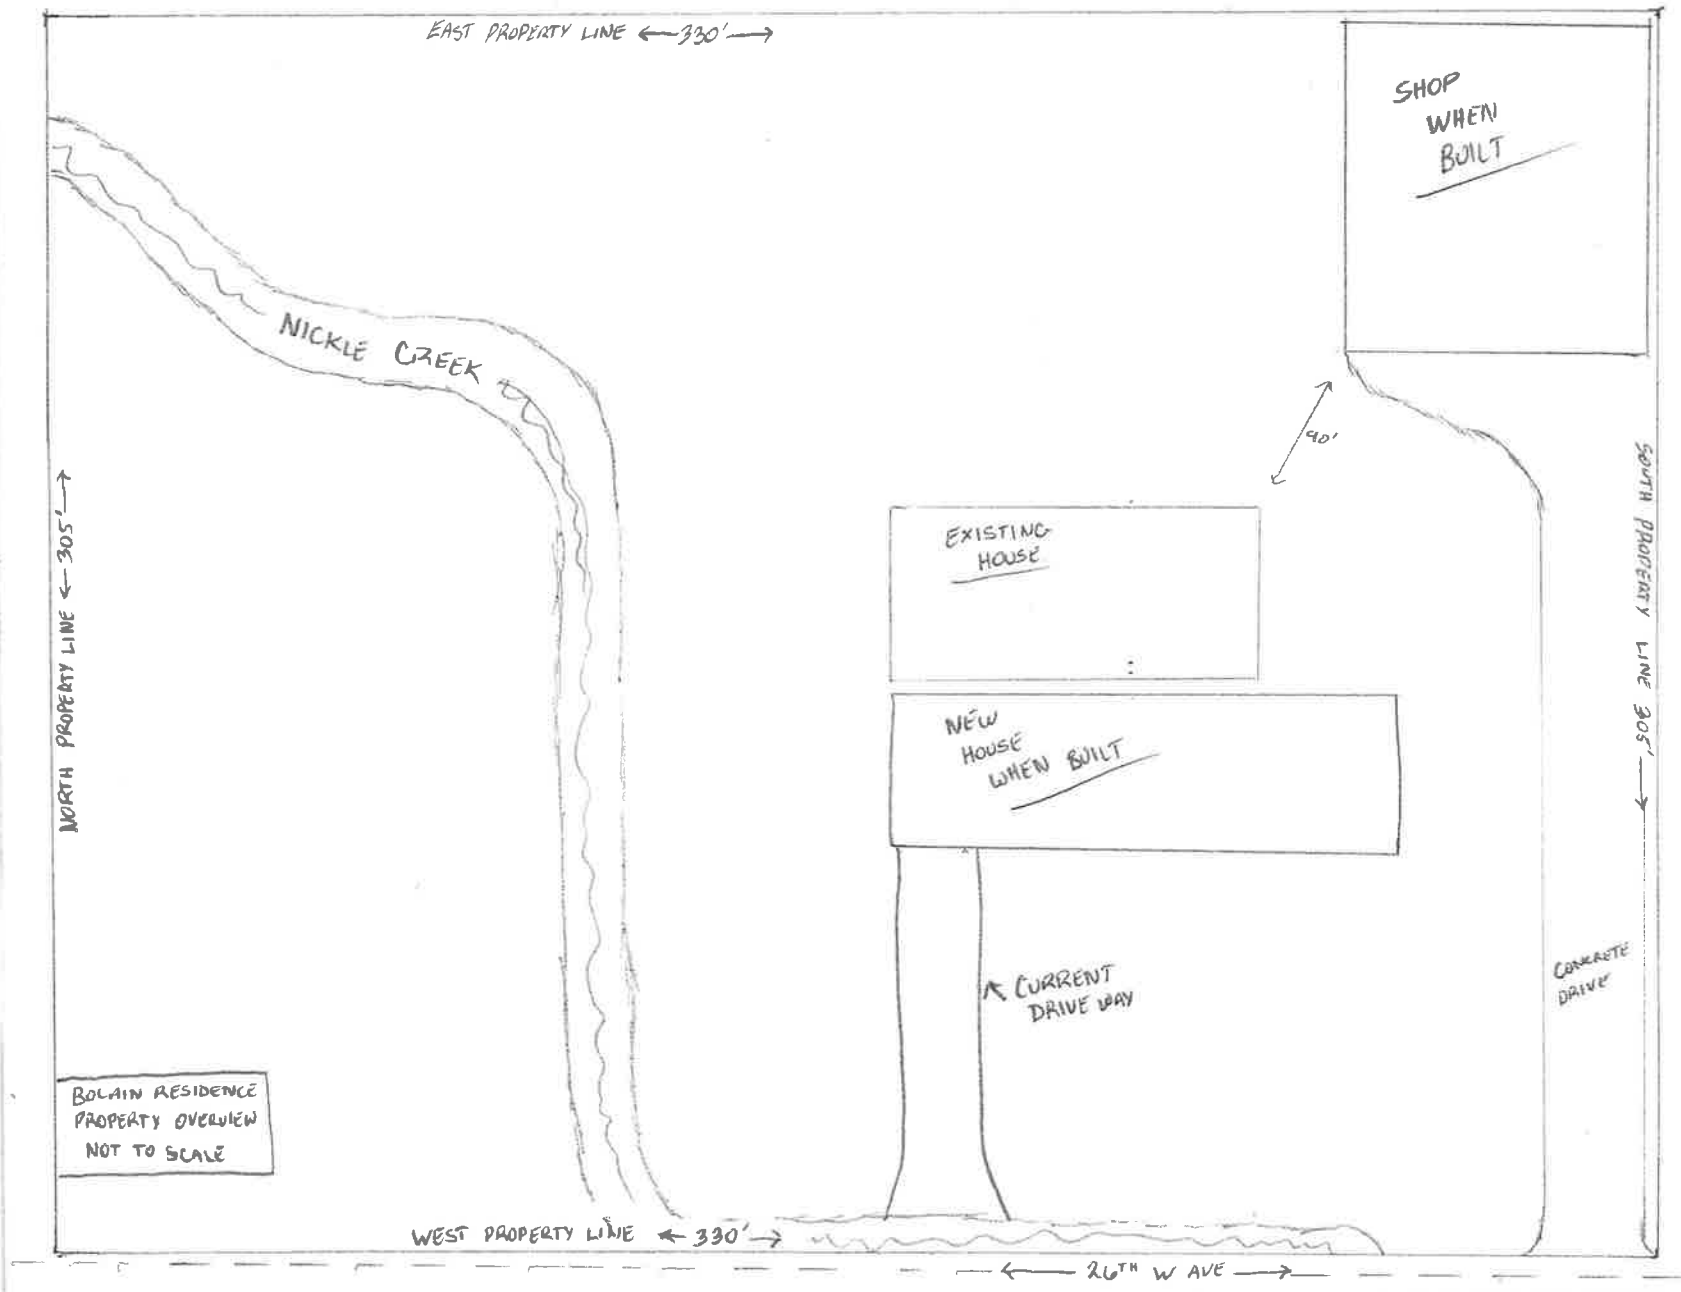 EAST PROPERTY LINE ←330'→
SHOP
WHEN
BUILT
NICKLE CREEK
90'
EXISTING
HOUSE
NEW
HOUSE
WHEN BUILT
NORTH PROPERTY LINE ←305'→
SOUTH PROPERTY LINE 305'→
CURRENT
DRIVE WAY
CONCRETE
DRIVE
BOLAIN RESIDENCE
PROPERTY OVERVIEW
NOT TO SCALE
WEST PROPERTY LINE ←330'→
←26TH W AVE→